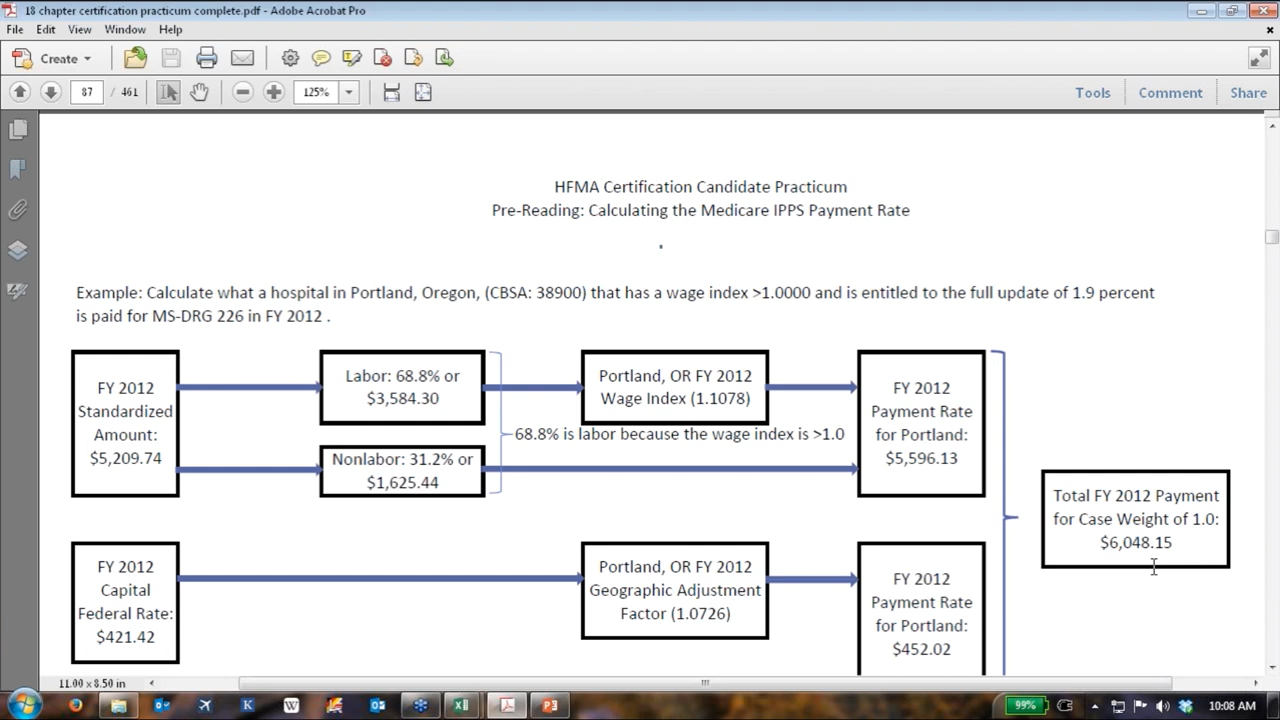 18 chapter certification practicum complete.pdf - Adobe Acrobat Pro
File Edit View Window Help
Create
87 / 461 125% Tools Comment Share
HFMA Certification Candidate Practicum
Pre-Reading: Calculating the Medicare IPPS Payment Rate
Example: Calculate what a hospital in Portland, Oregon, (CBSA: 38900) that has a wage index >1.0000 and is entitled to the full update of 1.9 percent
is paid for MS-DRG 226 in FY 2012 .
FY 2012
Standardized
Amount:
$5,209.74
Labor: 68.8% or
$3,584.30
Portland, OR FY 2012
Wage Index (1.1078)
68.8% is labor because the wage index is >1.0
Nonlabor: 31.2% or
$1,625.44
FY 2012
Payment Rate
for Portland:
$5,596.13
Total FY 2012 Payment
for Case Weight of 1.0:
$6,048.15
FY 2012
Capital
Federal Rate:
$421.42
Portland, OR FY 2012
Geographic Adjustment
Factor (1.0726)
FY 2012
Payment Rate
for Portland:
$452.02
11.00 x 8.50 in
99% 10:08 AM